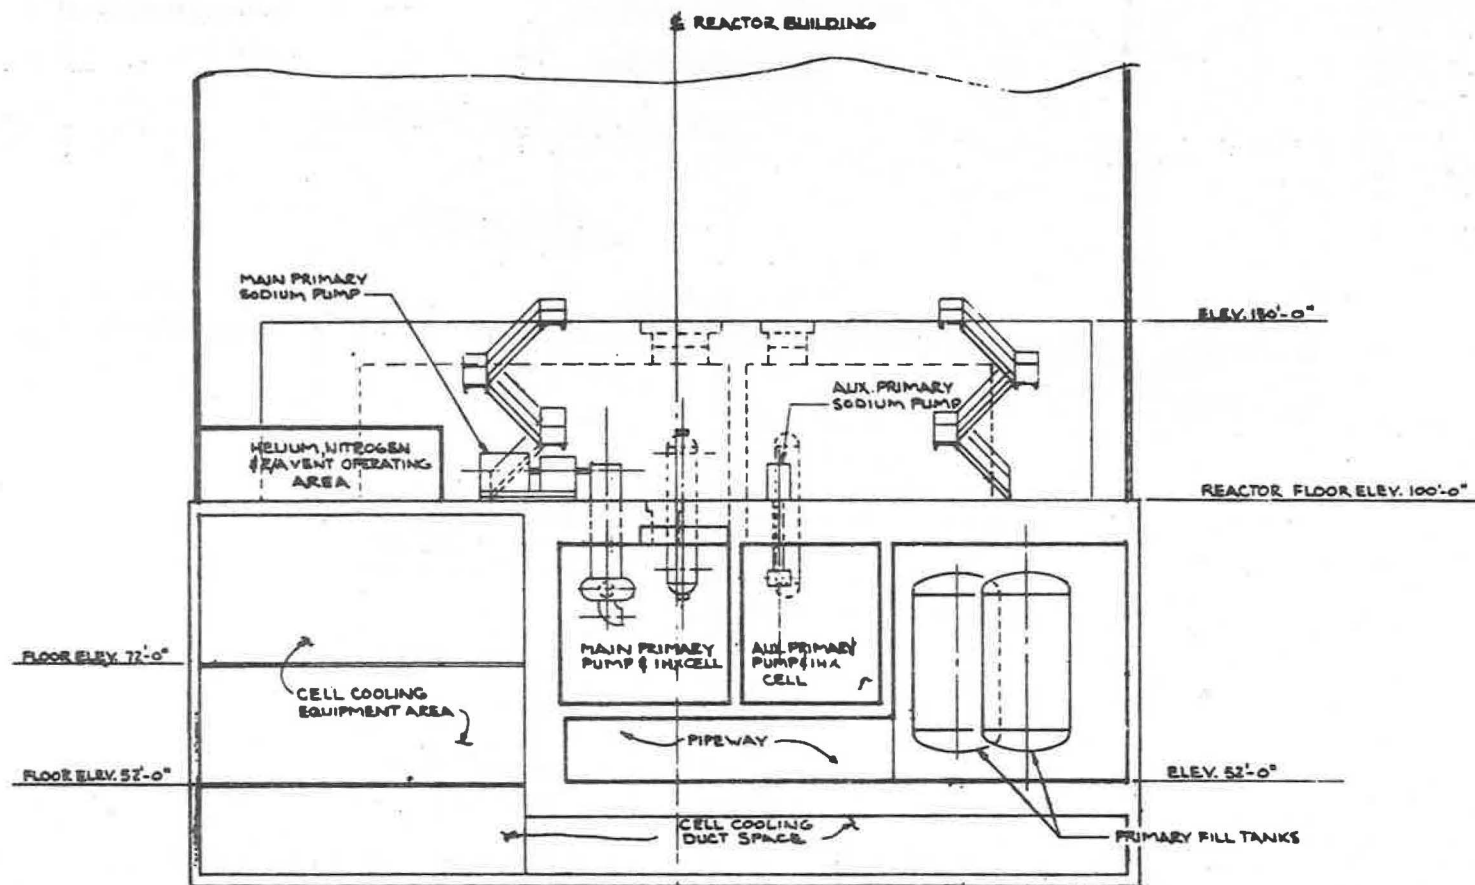 ℄ REACTOR BUILDING
MAIN PRIMARY
SODIUM PUMP
ELEV. 130'-0"
AUX. PRIMARY
SODIUM PUMP
HELIUM, NITROGEN
VENT OPERATING
AREA
REACTOR FLOOR ELEV. 100'-0"
MAIN PRIMARY
PUMP & IHX CELL
AUX. PRIMARY
PUMP & IHX
CELL
FLOOR ELEV. 72'-0"
CELL COOLING
EQUIPMENT AREA
PIPEWAY
FLOOR ELEV. 52'-0"
ELEV. 52'-0"
CELL COOLING
DUCT SPACE
PRIMARY FILL TANKS